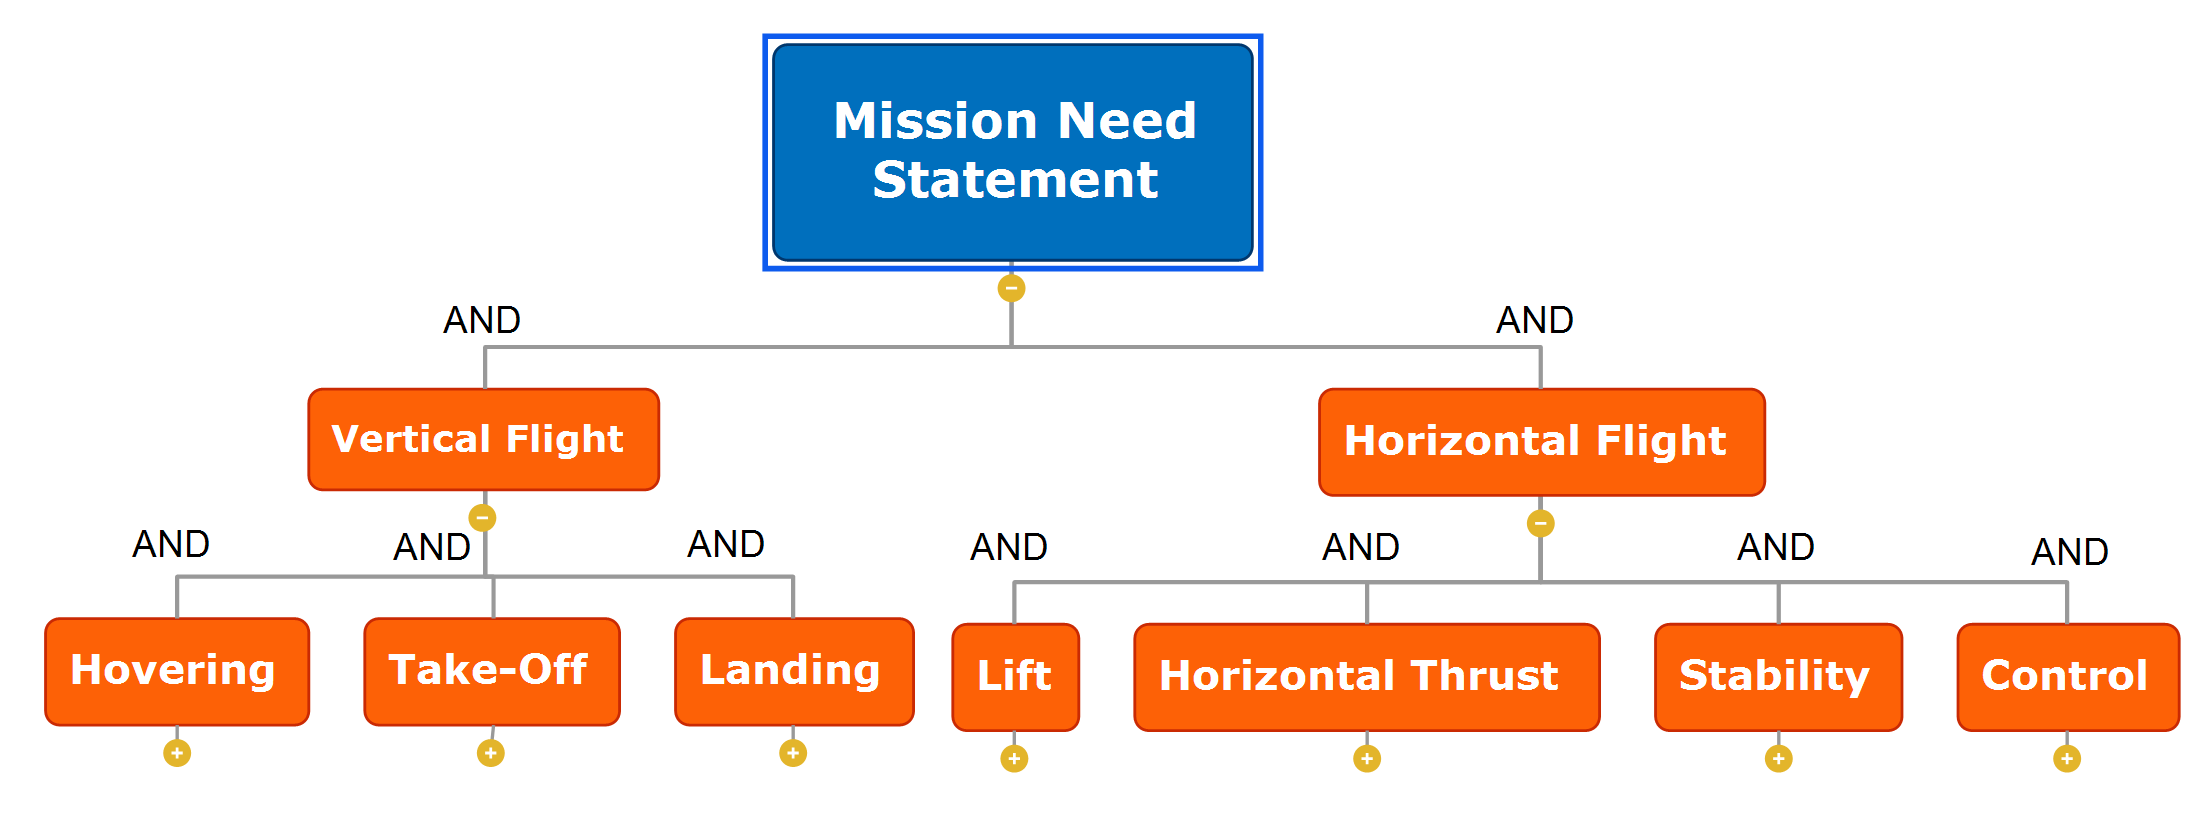 Mission Need
Statement
AND
AND
Vertical Flight
Horizontal Flight
AND
AND
AND
AND
AND
AND
AND
Hovering
Take-Off
Landing
Lift
Horizontal Thrust
Stability
Control